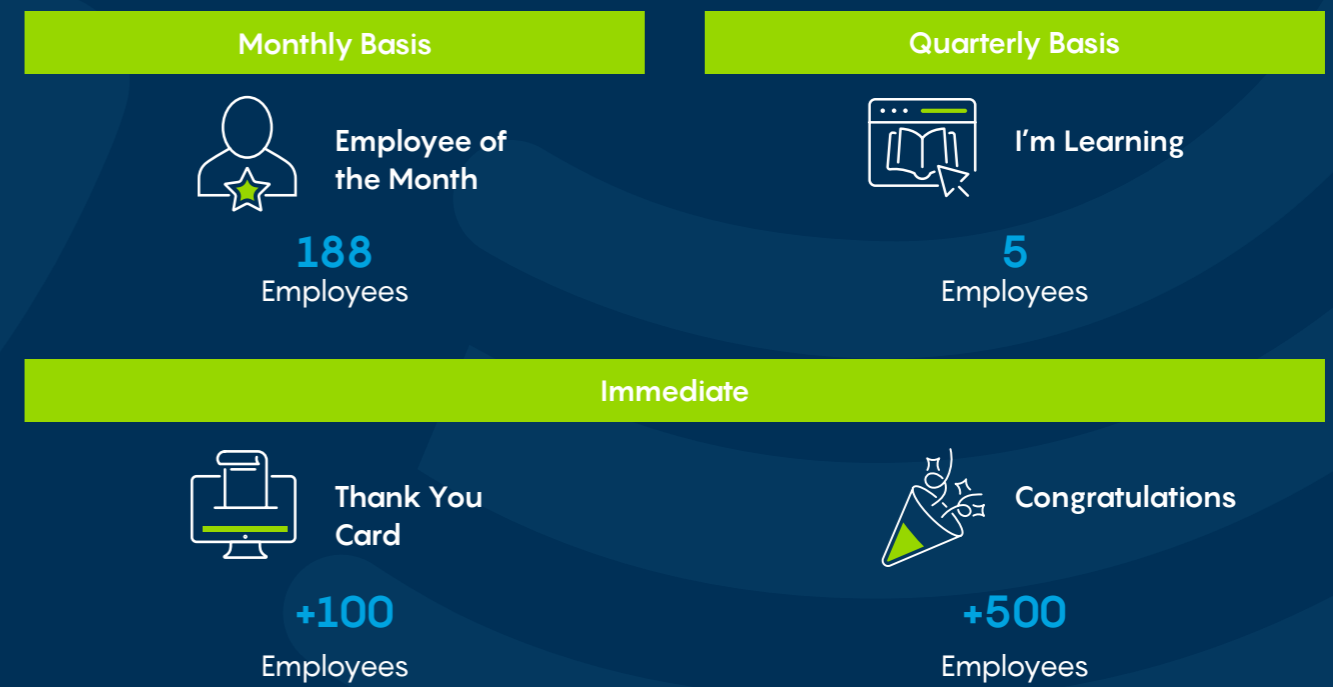 Monthly Basis
Quarterly Basis
Employee of
the Month
188
Employees
I'm Learning
5
Employees
Immediate
Thank You
Card
+100
Employees
Congratulations
+500
Employees